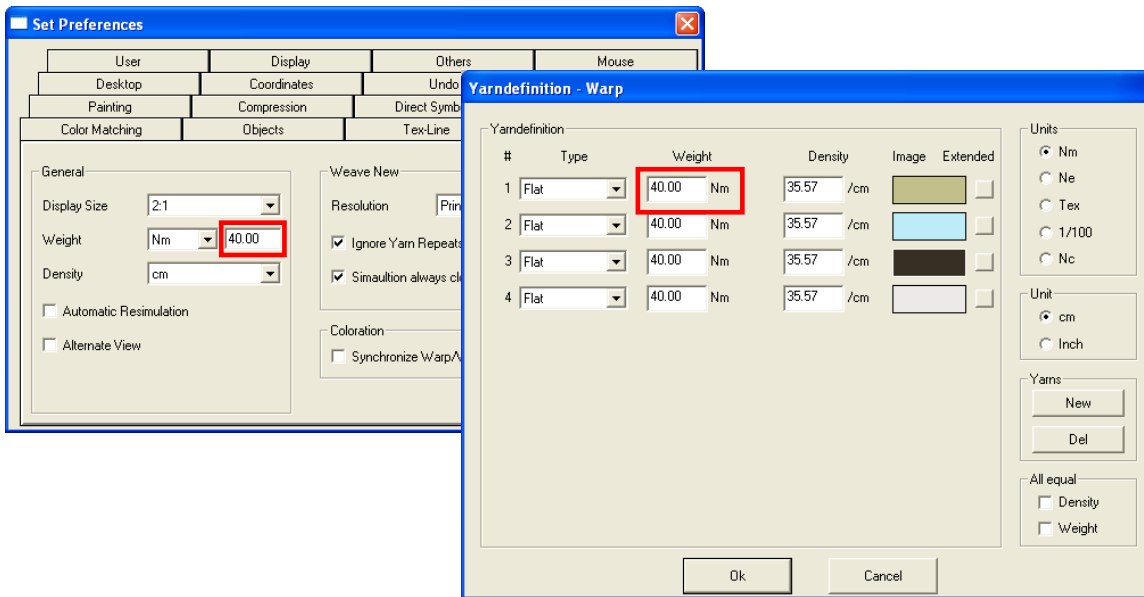 Set Preferences
User Display Others Mouse
Desktop Coordinates Undo
Painting Compression Direct Symb
Color Matching Objects Tex-Line
General
Display Size 2:1
Weight Nm 40.00
Density cm
Automatic Resimulation
Alternate View
Weave New
Resolution Prin
Ignore Yarn Repeats
Simaultion always cl
Coloration
Synchronize Warp/
Yarndefinition - Warp
Yarndefinition
# Type Weight Density Image Extended
1 Flat 40.00 Nm 35.57 /cm
2 Flat 40.00 Nm 35.57 /cm
3 Flat 40.00 Nm 35.57 /cm
4 Flat 40.00 Nm 35.57 /cm
Units
Nm
Ne
Tex
1/100
Nc
Unit
cm
Inch
Yarns
New
Del
All equal
Density
Weight
Ok Cancel